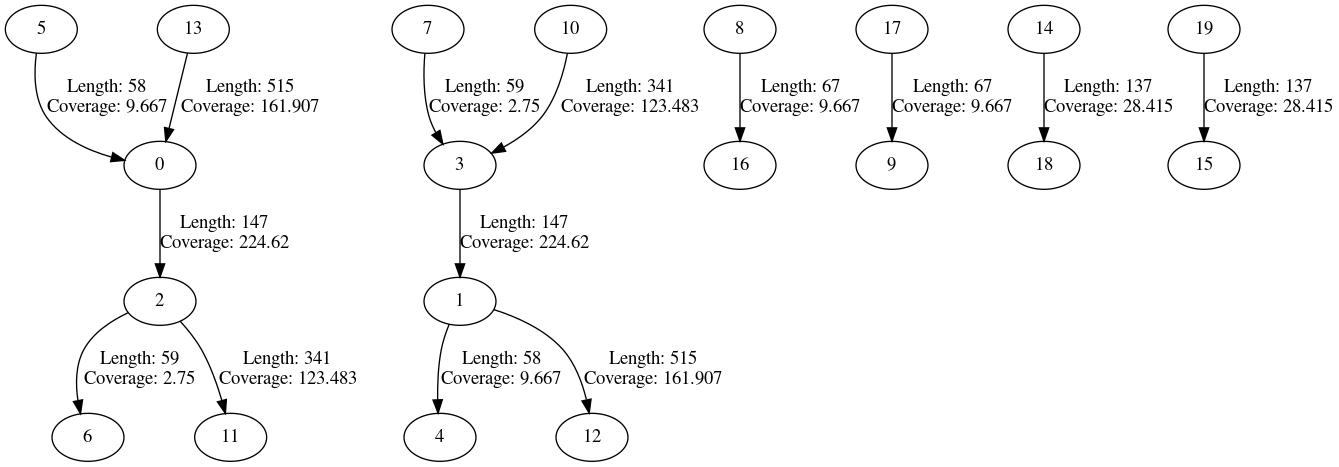 5
13
7
10
8
17
14
19
Length: 58
Coverage: 9.667
Length: 515
Coverage: 161.907
Length: 59
Coverage: 2.75
Length: 341
Coverage: 123.483
Length: 67
Coverage: 9.667
Length: 67
Coverage: 9.667
Length: 137
Coverage: 28.415
Length: 137
Coverage: 28.415
0
3
16
9
18
15
Length: 147
Coverage: 224.62
Length: 147
Coverage: 224.62
2
1
Length: 59
Coverage: 2.75
Length: 341
Coverage: 123.483
Length: 58
Coverage: 9.667
Length: 515
Coverage: 161.907
6
11
4
12